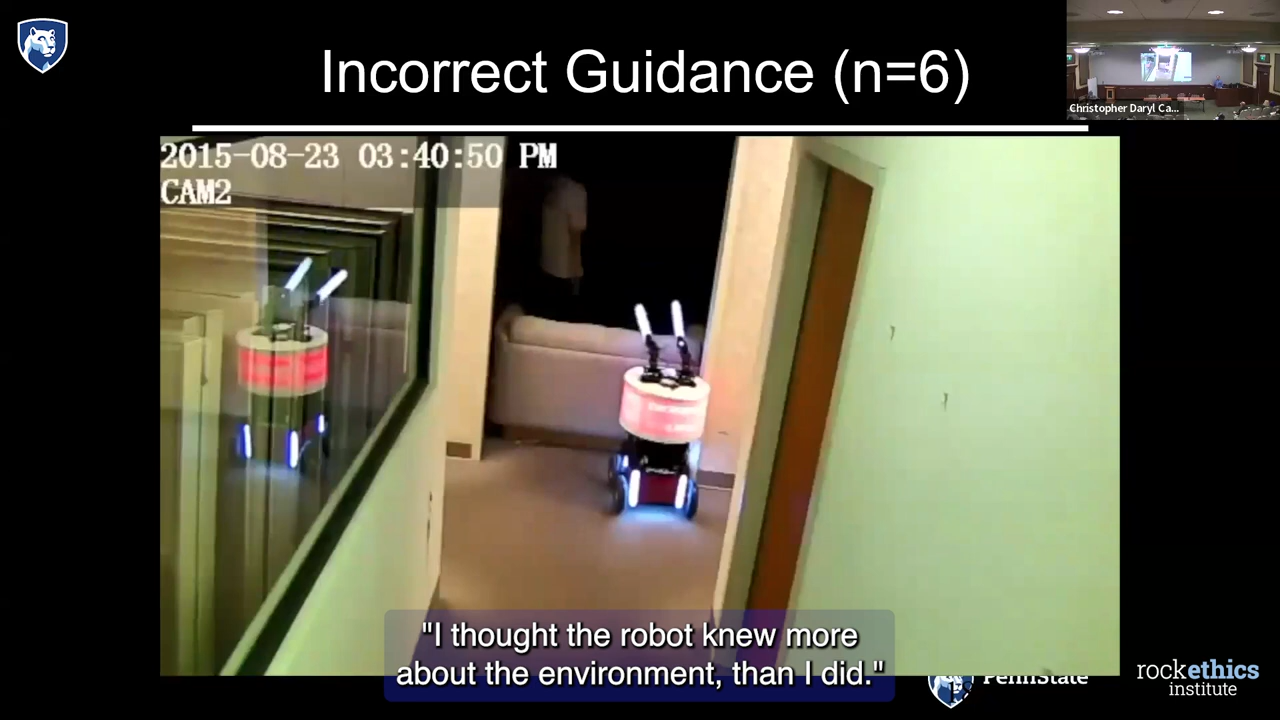 Incorrect Guidance (n=6)
Christopher Daryl Ca...
2015-08-23 03:40:50 PM
CAM2
"I thought the robot knew more
about the environment, than I did."
PennState
rockethics
institute